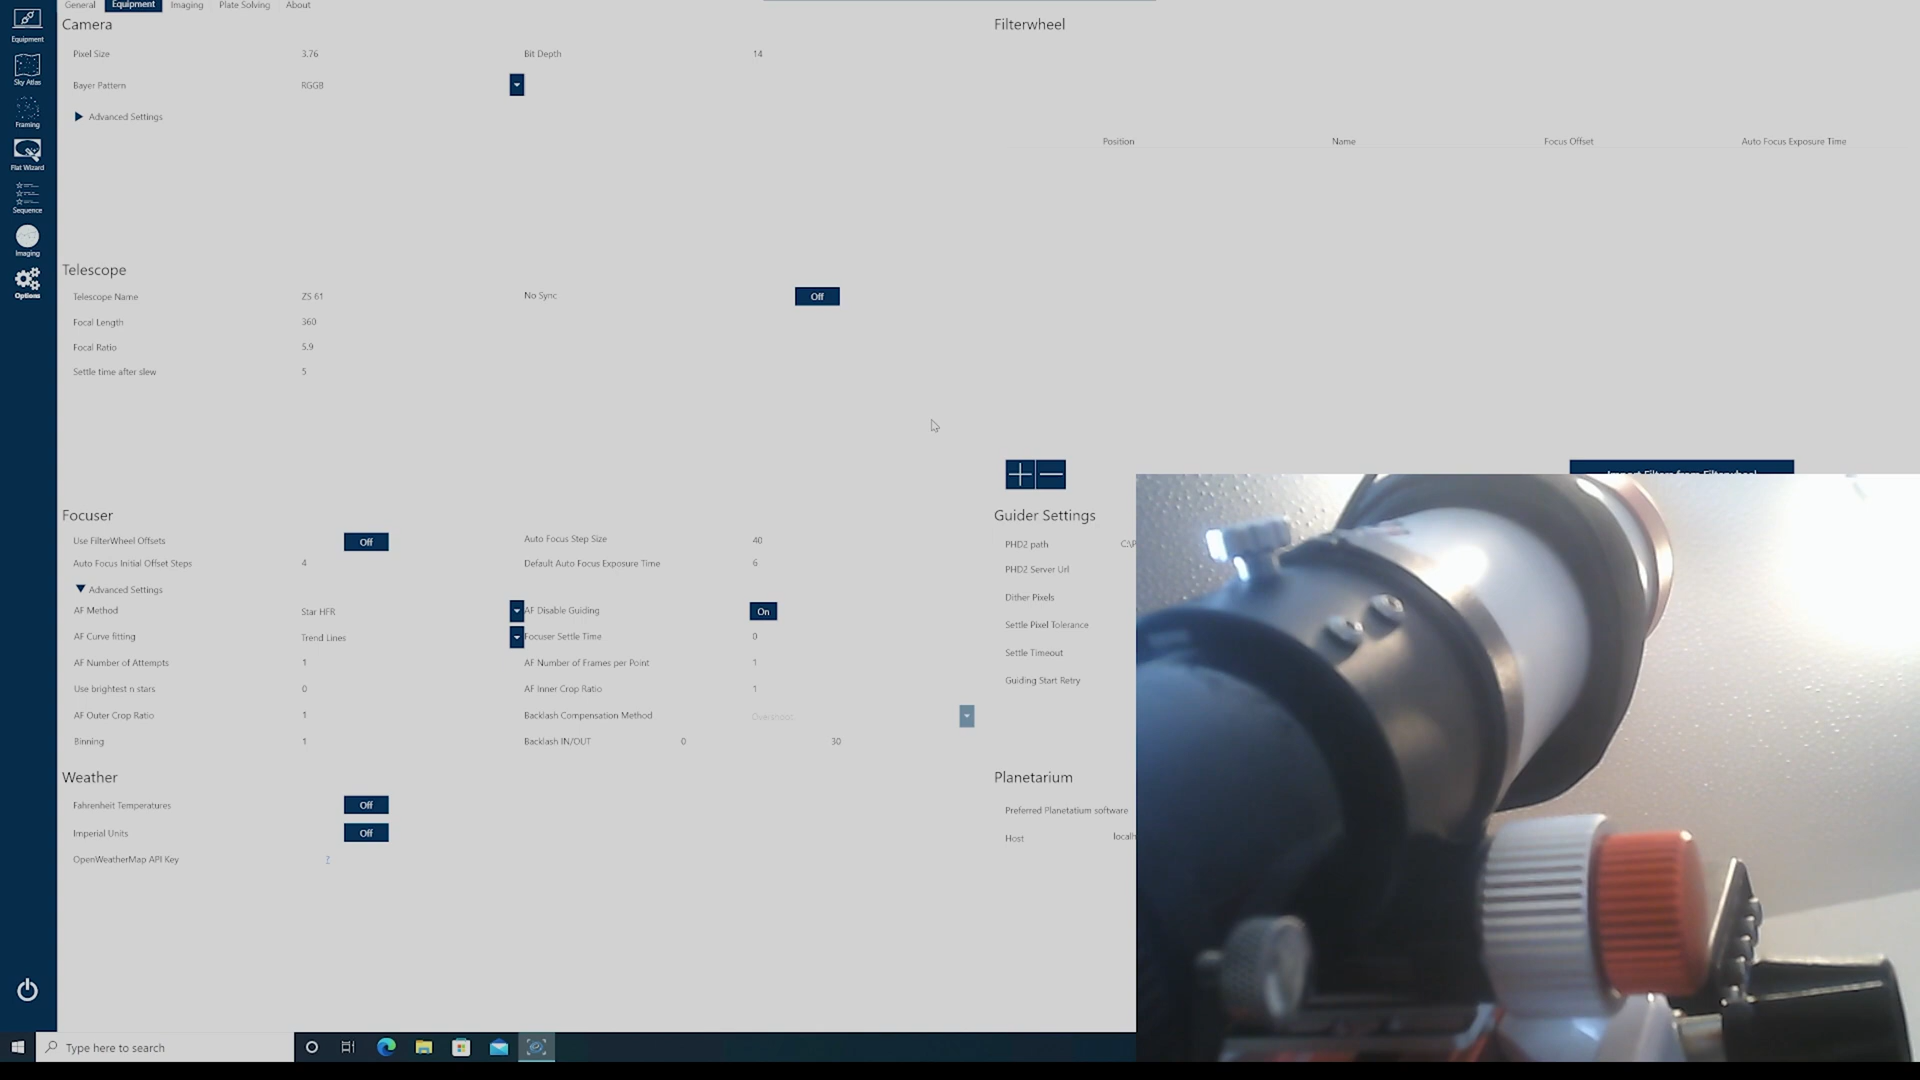 General Equipment Imaging Plate Solving About
Equipment
Sky Atlas
Framing
Flat Wizard
Sequence
Imaging
Options
Camera
Pixel Size 3.76 Bit Depth 14
Bayer Pattern RGGB
Advanced Settings
Telescope
Telescope Name ZS 61 No Sync Off
Focal Length 360
Focal Ratio 5.9
Settle time after slew 5
Focuser
Use FilterWheel Offsets Off Auto Focus Step Size 40
Auto Focus Initial Offset Steps 4 Default Auto Focus Exposure Time 6
Advanced Settings
AF Method Star HFR AF Disable Guiding On
AF Curve fitting Trend Lines Focuser Settle Time 0
AF Number of Attempts 1 AF Number of Frames per Point 1
Use brightest n stars 0 AF Inner Crop Ratio 1
AF Outer Crop Ratio 1 Backlash Compensation Method Overshoot
Binning 1 Backlash IN/OUT 0 30
Weather
Fahrenheit Temperatures Off
Imperial Units Off
OpenWeatherMap API Key ?
Filterwheel
Position Name Focus Offset Auto Focus Exposure Time
Import Filters from Filterwheel
Guider Settings
PHD2 path C:\P
PHD2 Server Url
Dither Pixels
Settle Pixel Tolerance
Settle Timeout
Guiding Start Retry
Planetarium
Preferred Planetatium software
Host localh
Type here to search